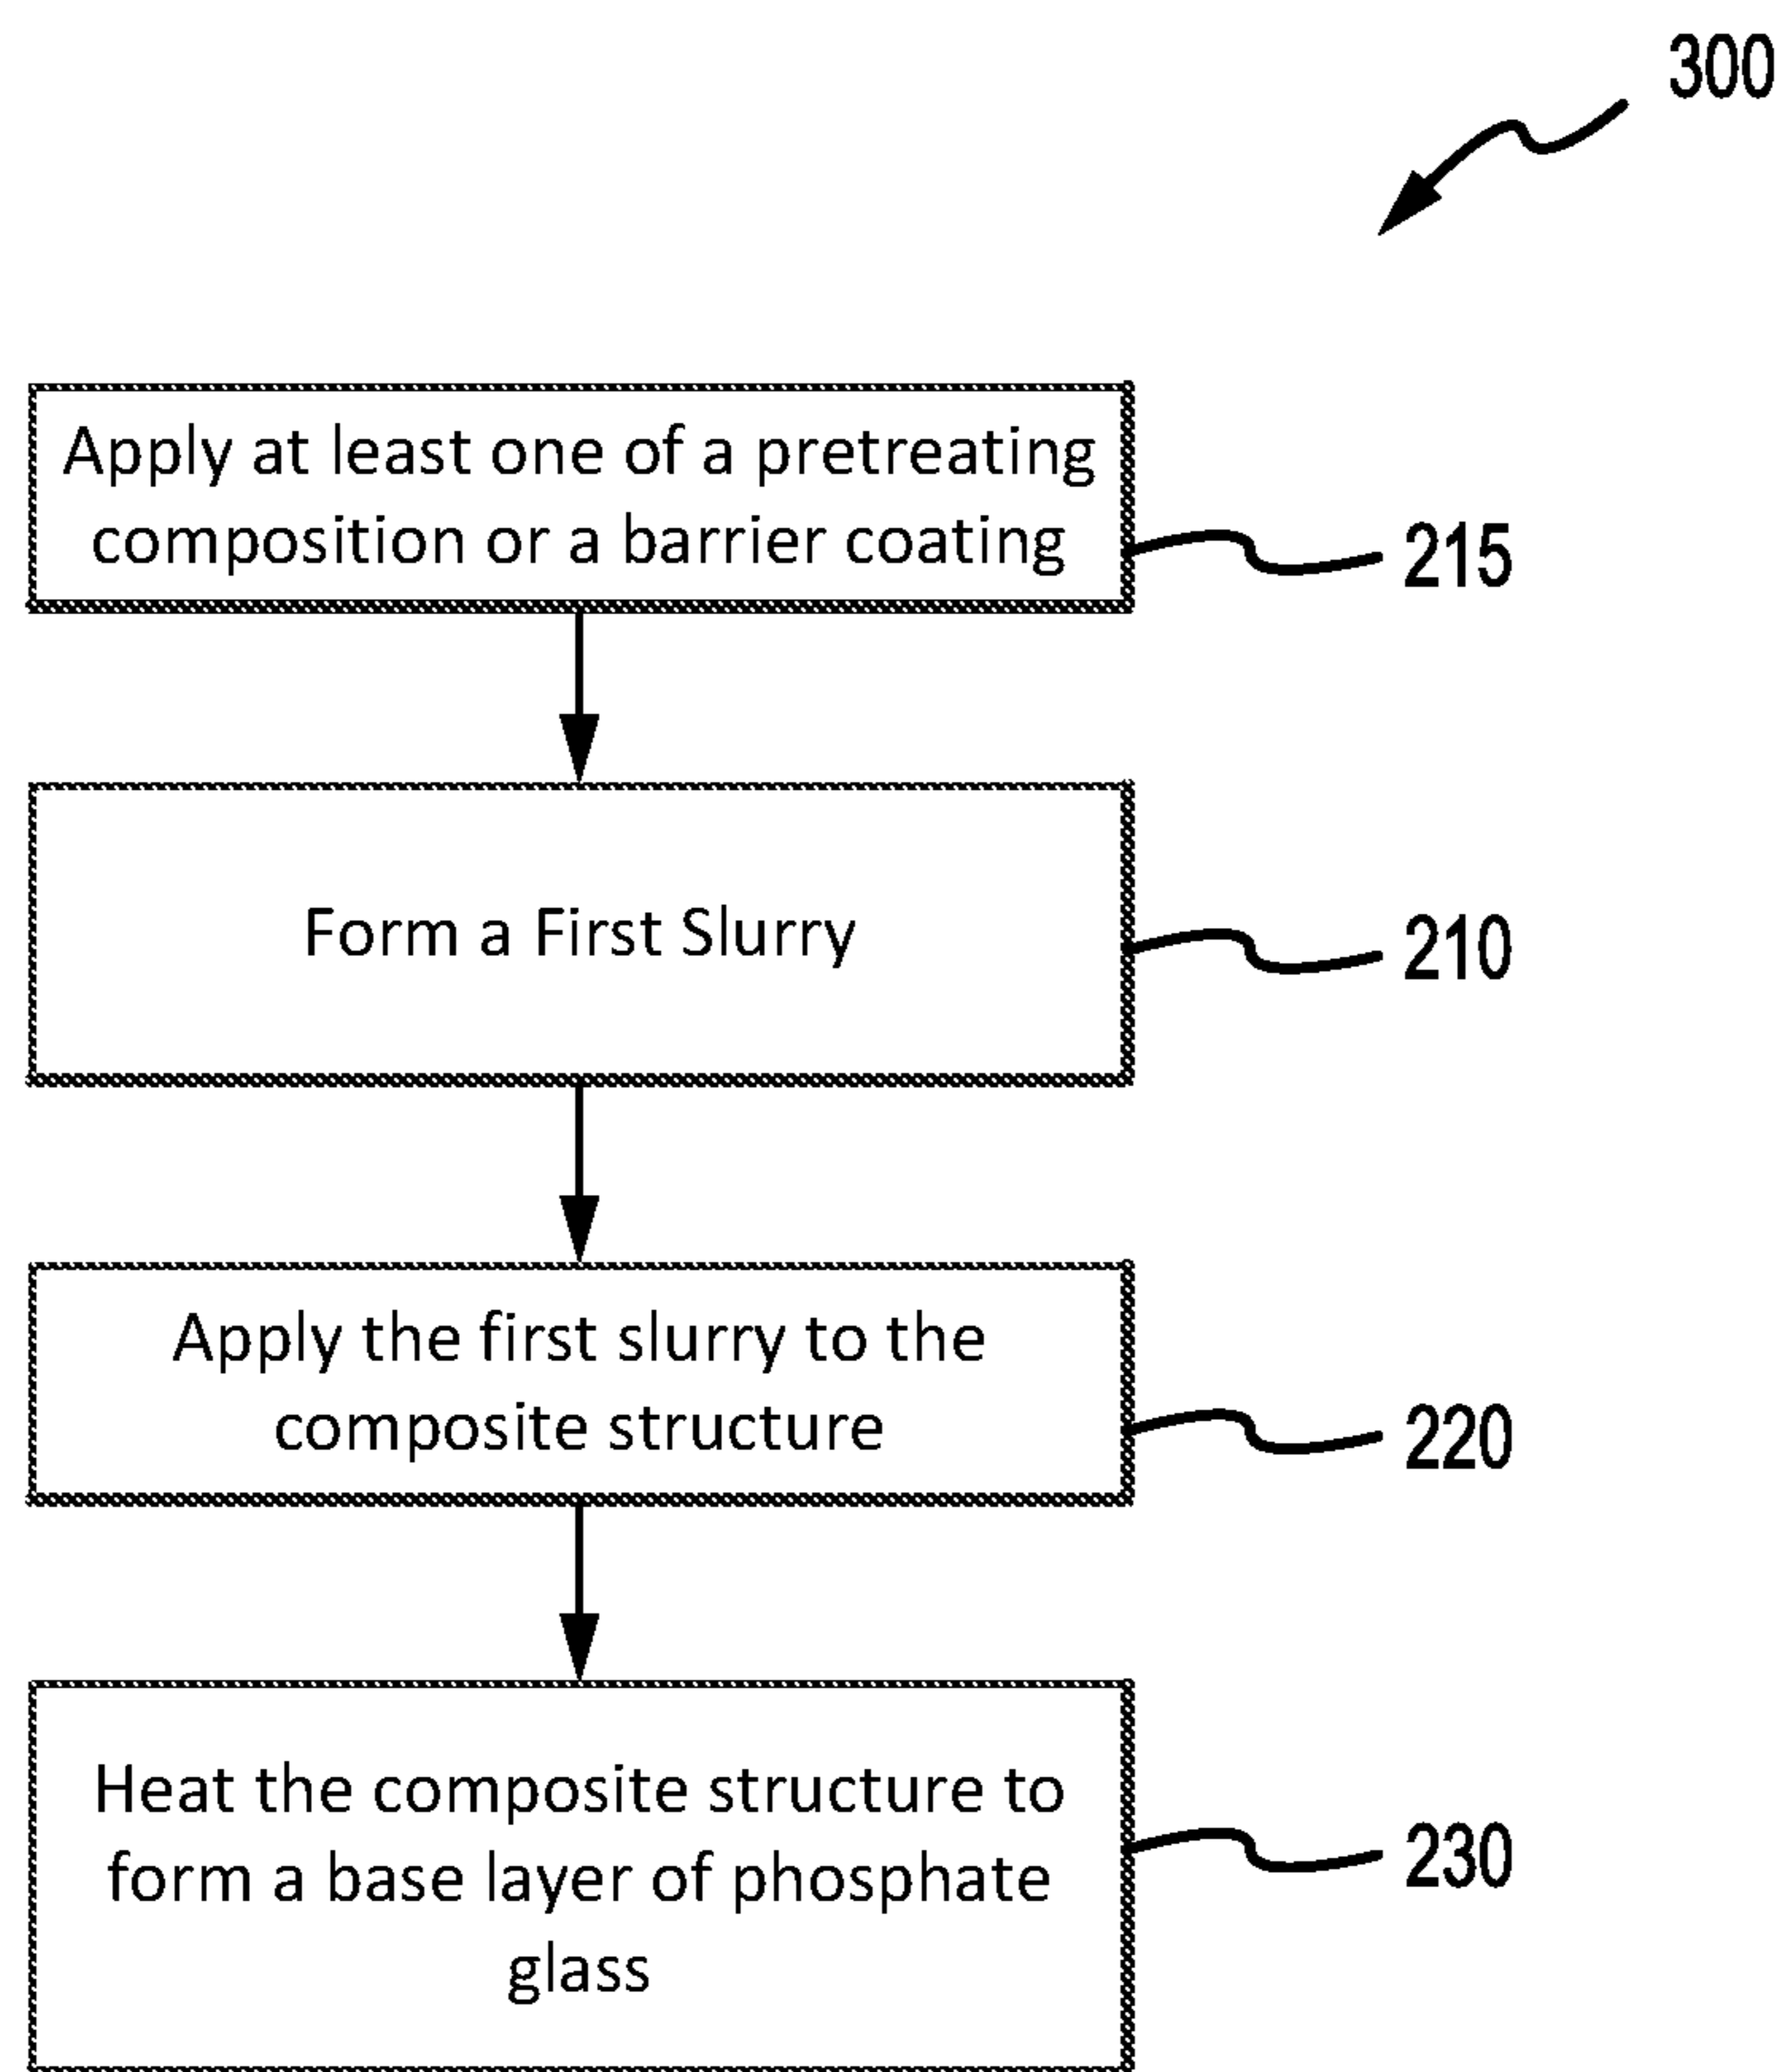 300
Apply at least one of a pretreating
composition or a barrier coating
215
Form a First Slurry
210
Apply the first slurry to the
composite structure
220
Heat the composite structure to
form a base layer of phosphate
glass
230